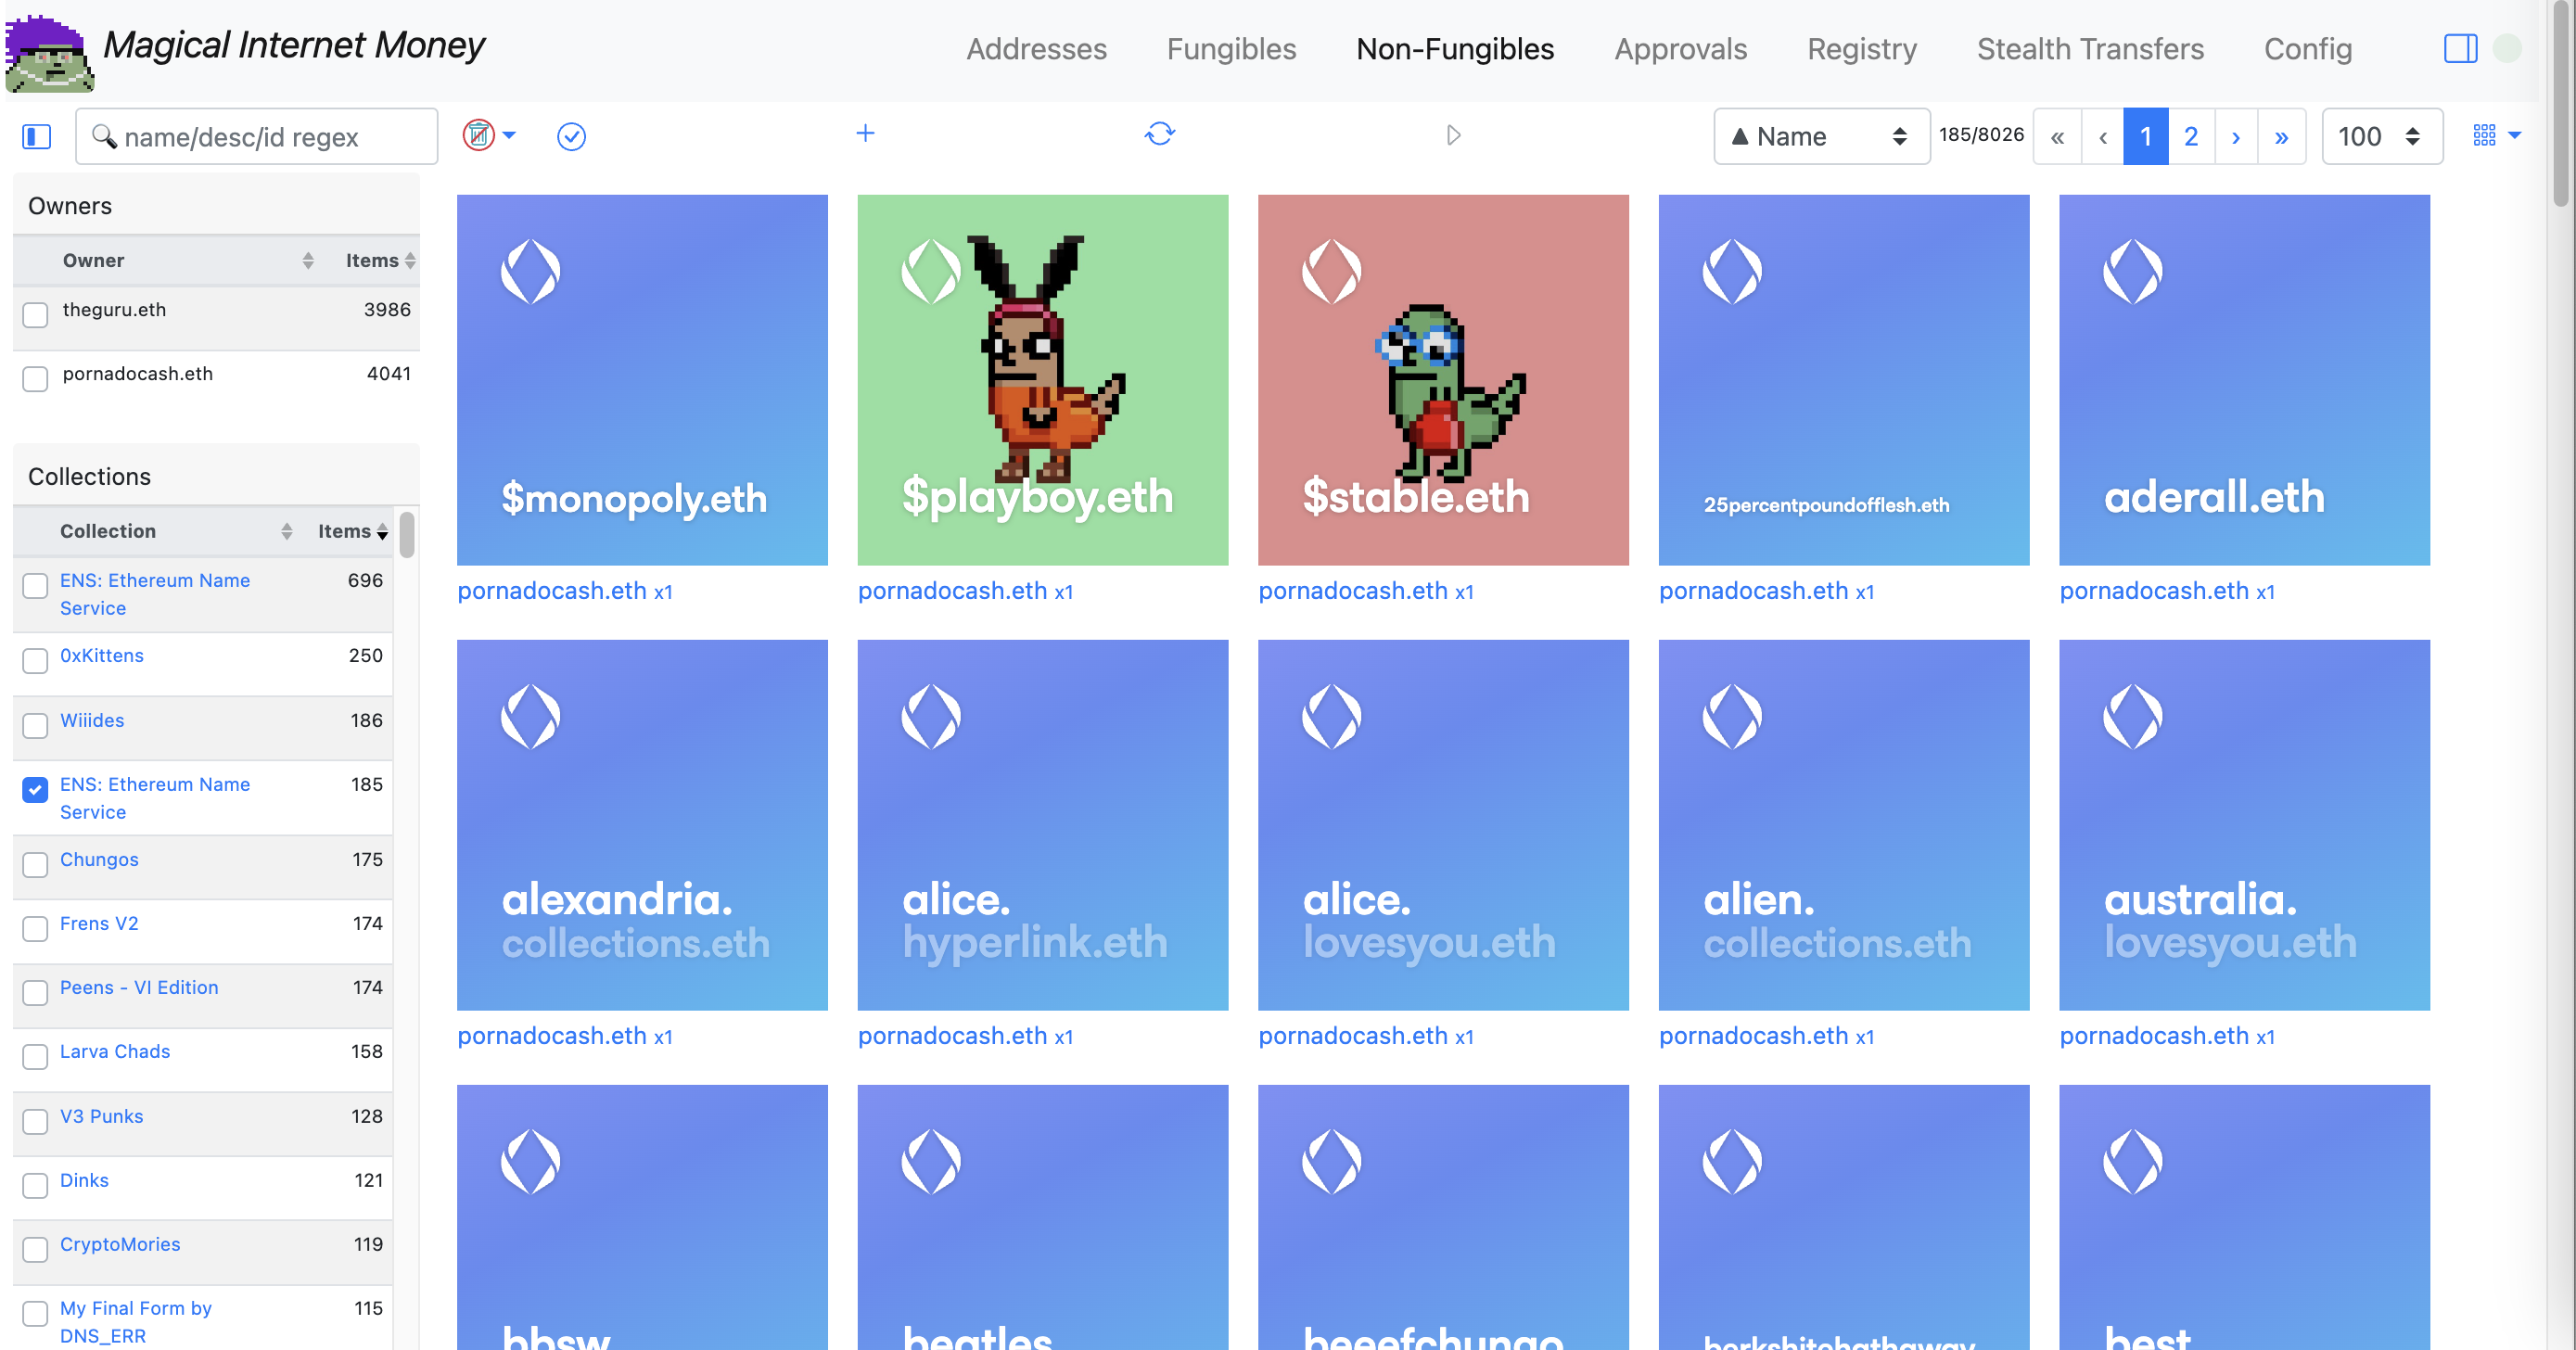 Magical Internet Money
Addresses Fungibles Non-Fungibles Approvals Registry Stealth Transfers Config
name/desc/id regex
▲ Name 185/8026 « ‹ 1 2 › » 100
Owners
Owner Items
theguru.eth 3986
pornadocash.eth 4041
Collections
Collection Items
ENS: Ethereum Name 696
Service
0xKittens 250
Wiiides 186
ENS: Ethereum Name 185
Service
Chungos 175
Frens V2 174
Peens - VI Edition 174
Larva Chads 158
V3 Punks 128
Dinks 121
CryptoMories 119
My Final Form by 115
DNS_ERR
$monopoly.eth
pornadocash.eth x1
$playboy.eth
pornadocash.eth x1
$stable.eth
pornadocash.eth x1
25percentpoundofflesh.eth
pornadocash.eth x1
aderall.eth
pornadocash.eth x1
alexandria.
collections.eth
pornadocash.eth x1
alice.
hyperlink.eth
pornadocash.eth x1
alice.
lovesyou.eth
pornadocash.eth x1
alien.
collections.eth
pornadocash.eth x1
australia.
lovesyou.eth
pornadocash.eth x1
bbsw
beatles
beeefchungo
best